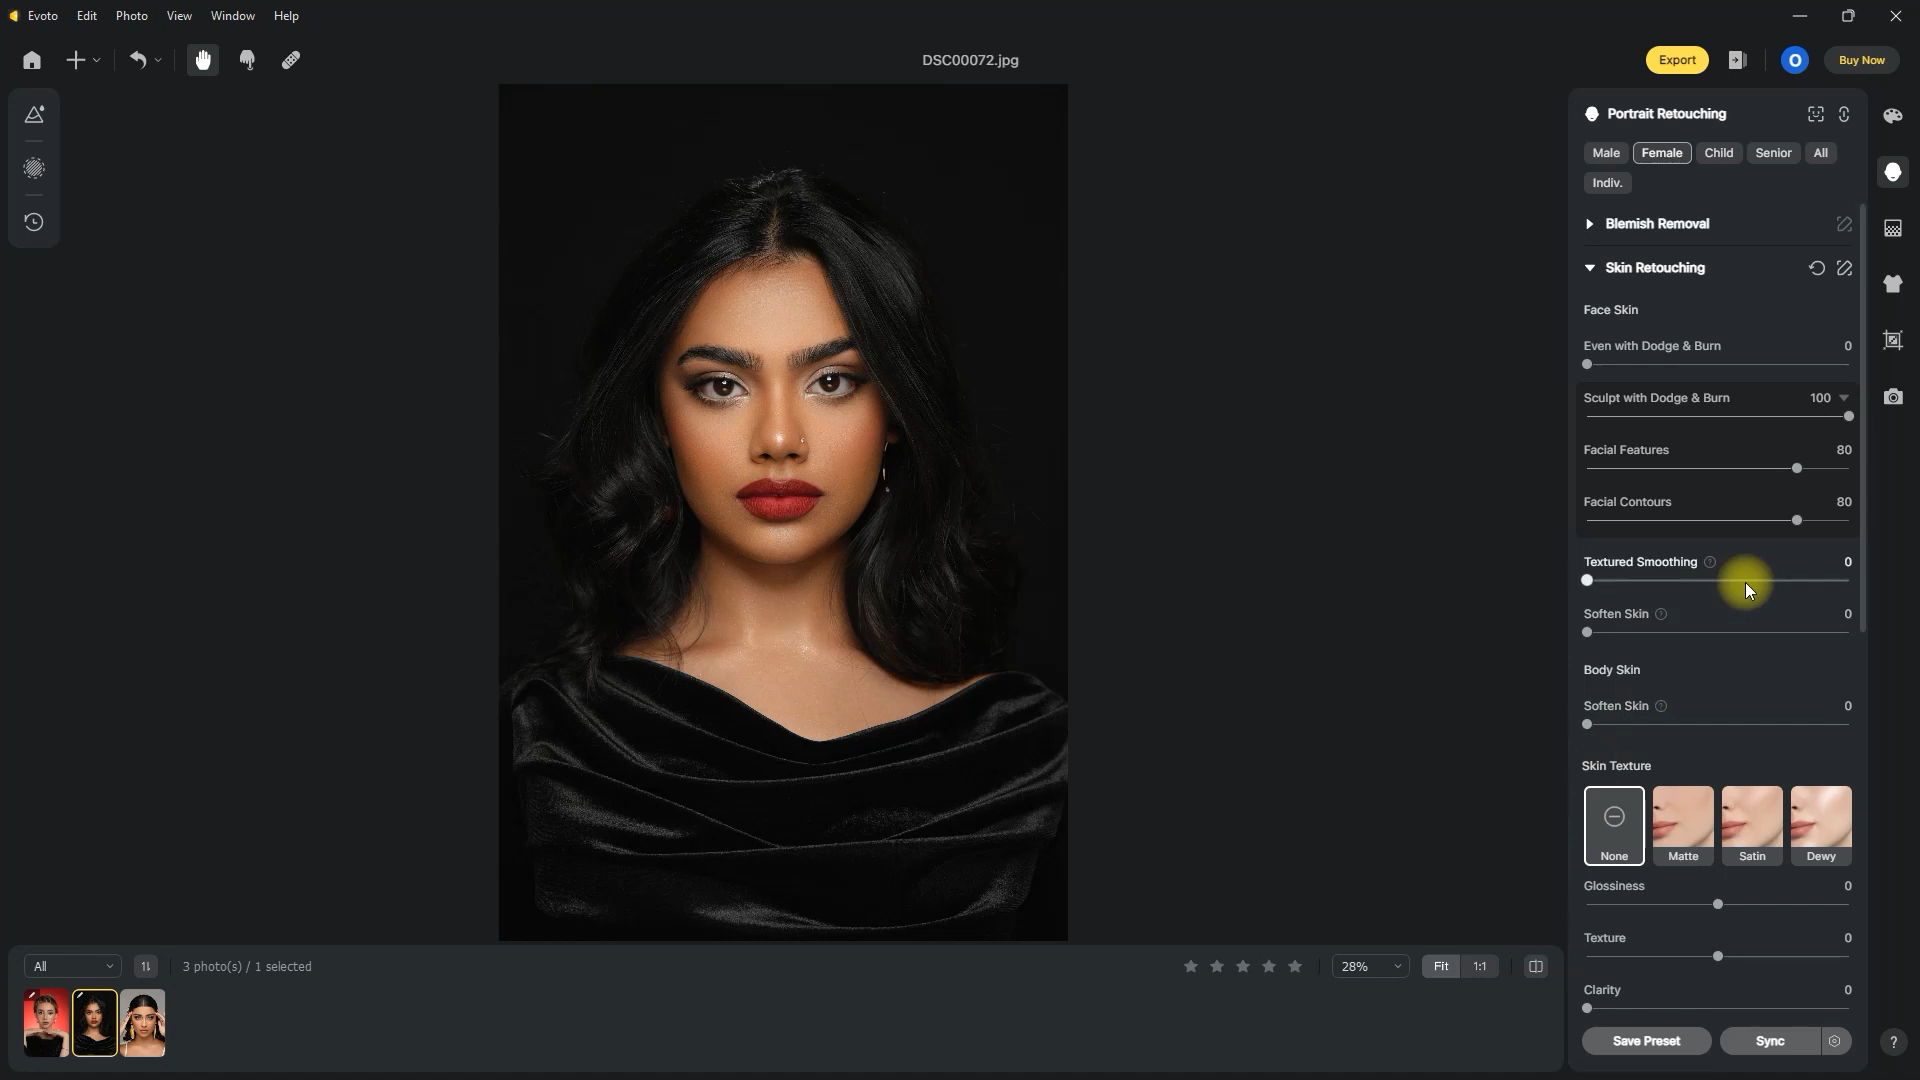 Evoto Edit Photo View Window Help
DSC00072.jpg
Export
O
Buy Now
Portrait Retouching
Male Female Child Senior All
Indiv.
Blemish Removal
Skin Retouching
Face Skin
Even with Dodge & Burn 0
Sculpt with Dodge & Burn 100
Facial Features 80
Facial Contours 80
Textured Smoothing ? 0
Soften Skin ? 0
Body Skin
Soften Skin ? 0
Skin Texture
None Matte Satin Dewy
Glossiness 0
Texture 0
Clarity 0
Save Preset Sync
?
All
3 photo(s) / 1 selected
28%
Fit 1:1